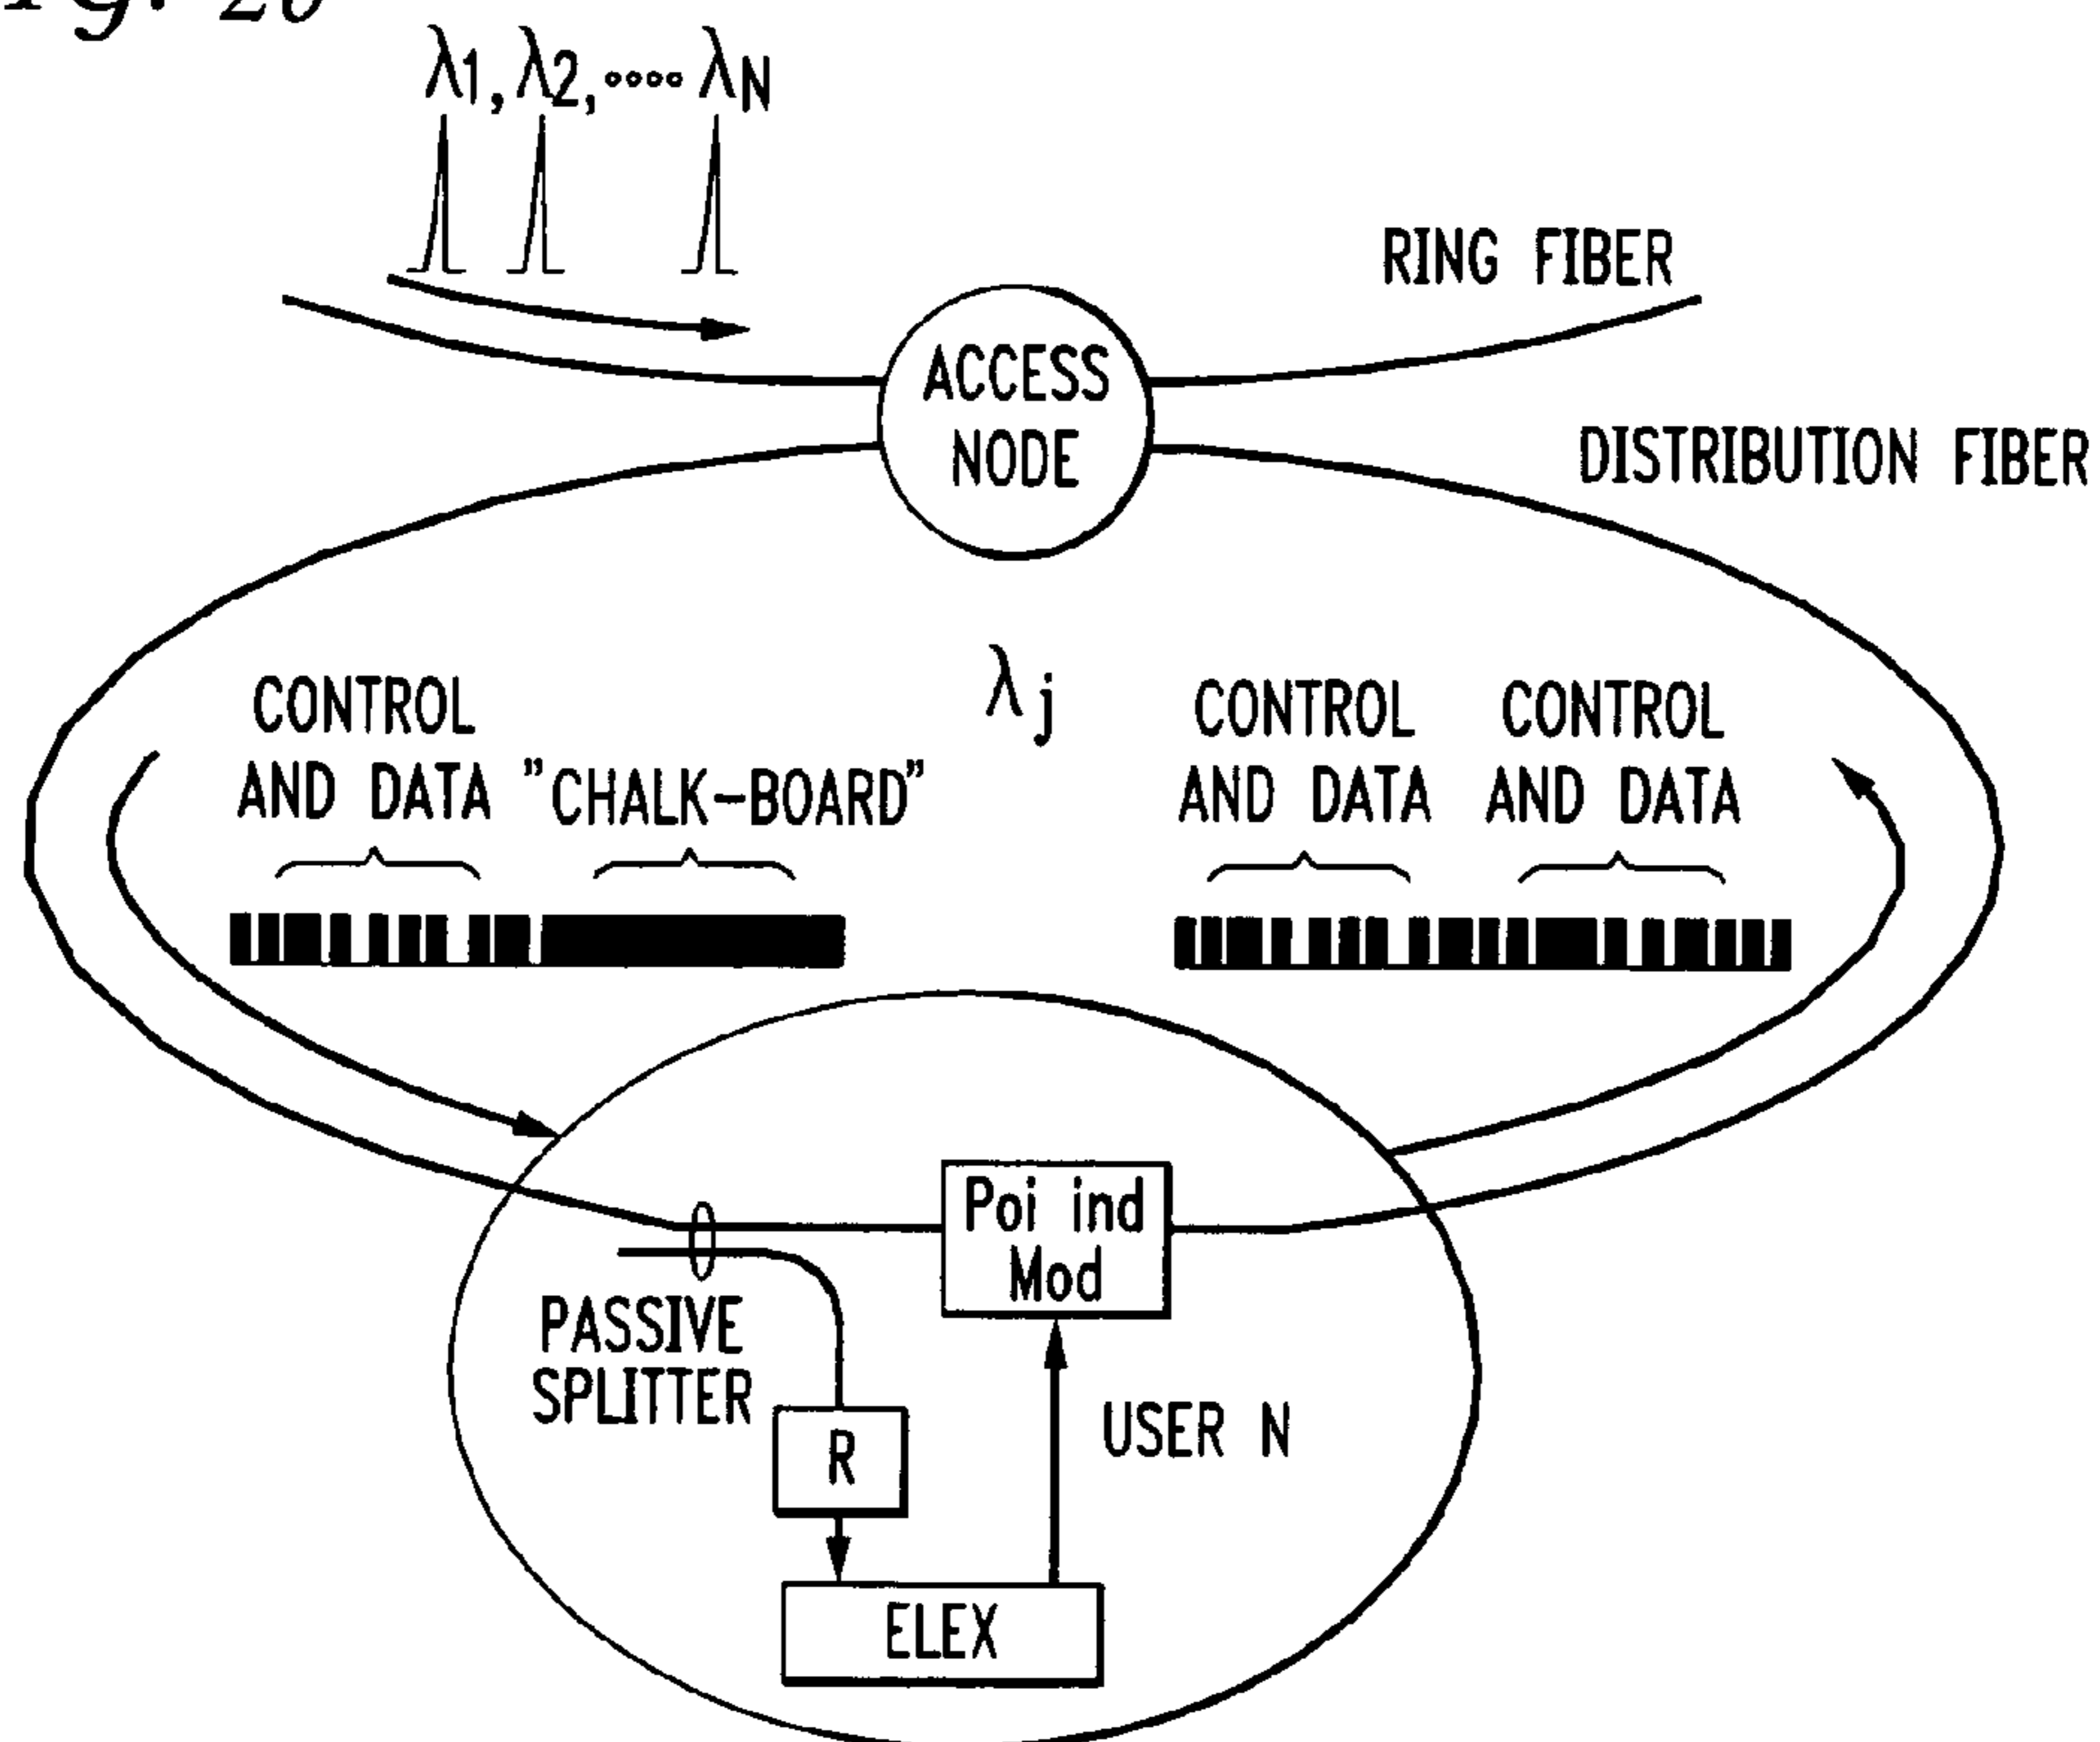 λ1, λ2, ∘∘∘∘ λN
RING FIBER
ACCESS
NODE
DISTRIBUTION FIBER
λj
CONTROL
AND DATA
"CHALK-BOARD"
CONTROL
AND DATA
CONTROL
AND DATA
Poi ind
Mod
PASSIVE
SPLITTER
R
USER N
ELEX